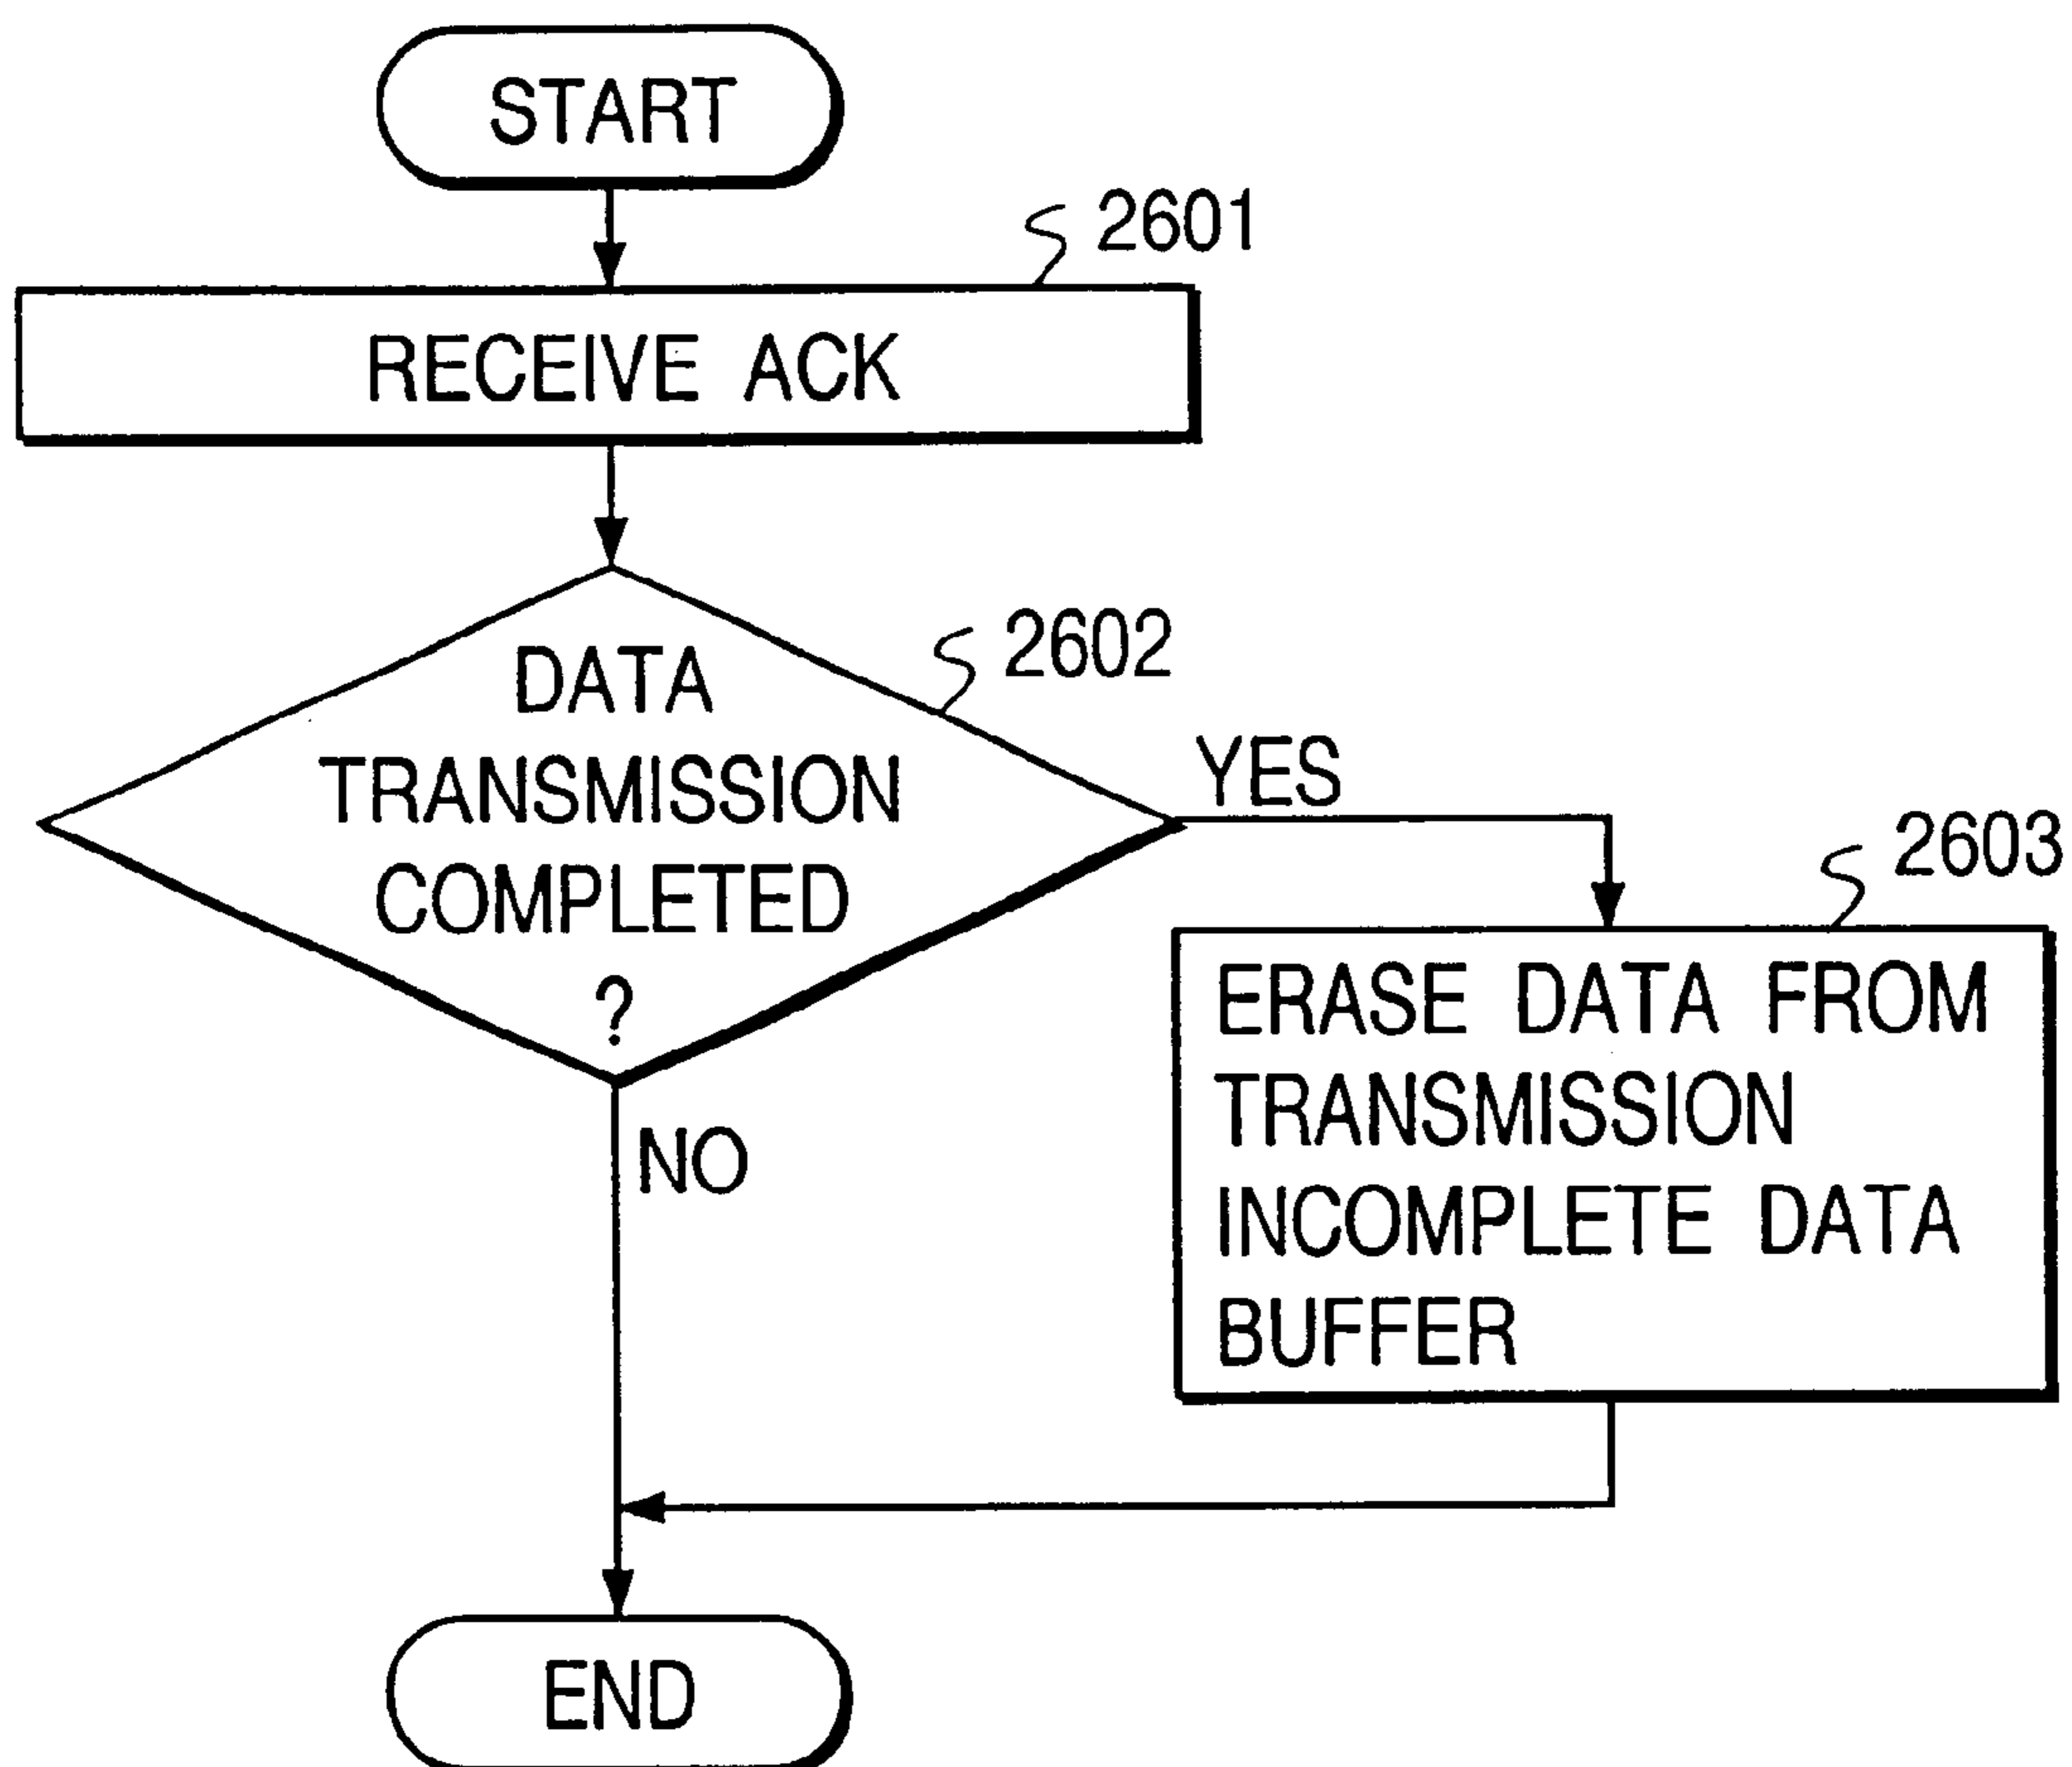 START
2601
RECEIVE ACK
2602
DATA
TRANSMISSION
COMPLETED
?
YES
2603
ERASE DATA FROM
TRANSMISSION
INCOMPLETE DATA
BUFFER
NO
END